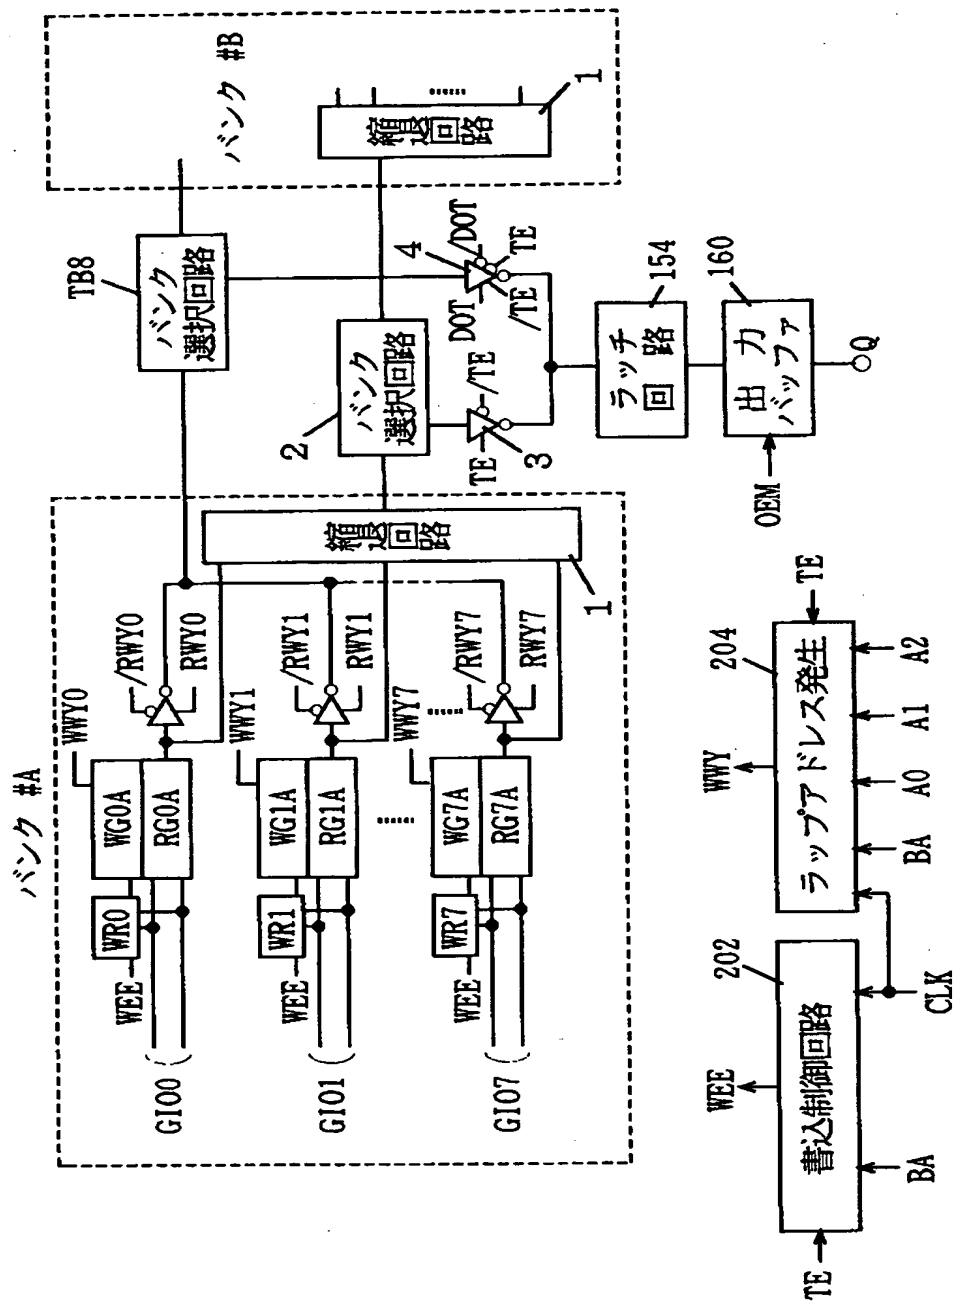 バンク #A
GIO0
WEE
WR0
WG0A
RG0A
WWY0
/RWY0
RWY0
GIO1
WEE
WR1
WG1A
RG1A
WWY1
/RWY1
RWY1
GIO7
WEE
WR7
WG7A
RG7A
WWY7
/RWY7
RWY7
縮退回路
1
TB8
バンク
選択回路
2
バンク
選択回路
バンク #B
縮退回路
1
TE
/TE
3
DOT
/DOT
4
/TE
TE
ラッチ
回路
154
OEM
出力
バッファ
160
Q
TE
書込制御回路
202
WEE
BA
CLK
ラップアドレス発生
204
WWY
TE
BA
A0
A1
A2